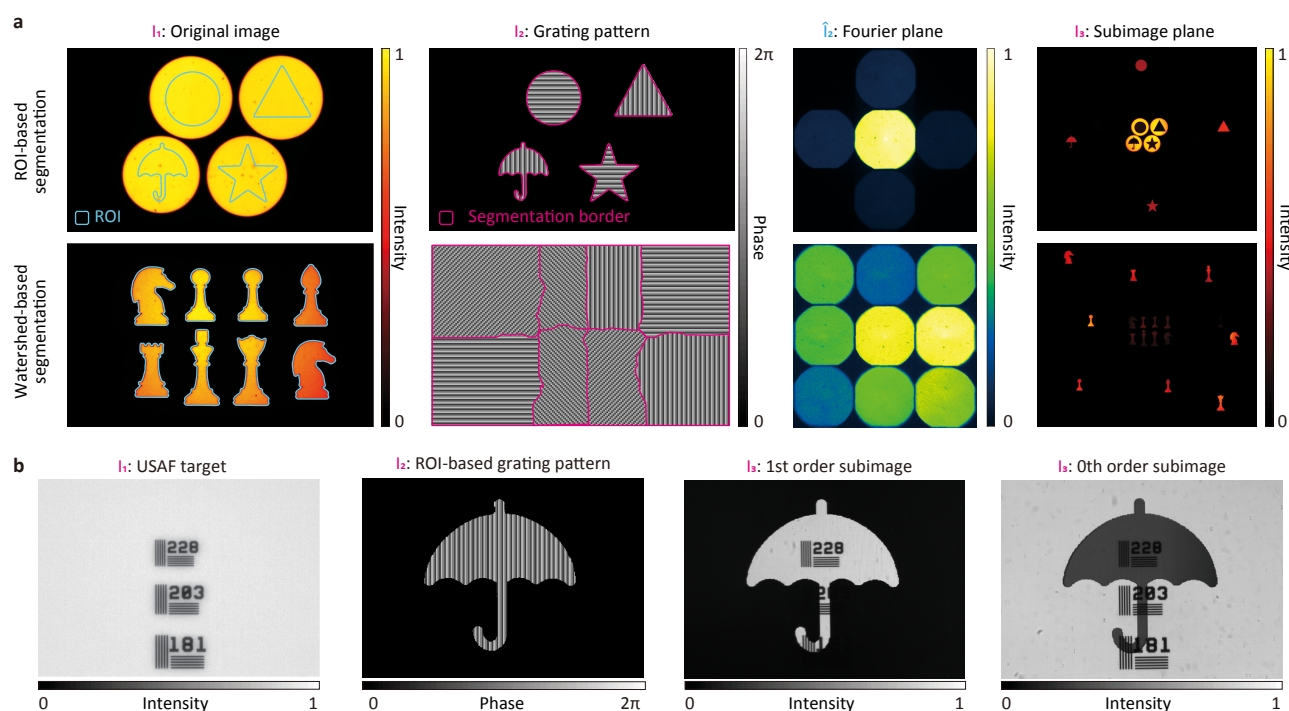 a
I₁: Original image
I₂: Grating pattern
Î₂: Fourier plane
I₃: Subimage plane
ROI-based
segmentation
ROI
Segmentation border
1
Intensity
0
2π
Phase
0
1
Intensity
0
1
Intensity
0
Watershed-based
segmentation
b
I₁: USAF target
I₂: ROI-based grating pattern
I₃: 1st order subimage
I₃: 0th order subimage
228
203
181
228
228
203
181
0 Intensity 1
0 Phase 2π
0 Intensity 1
0 Intensity 1